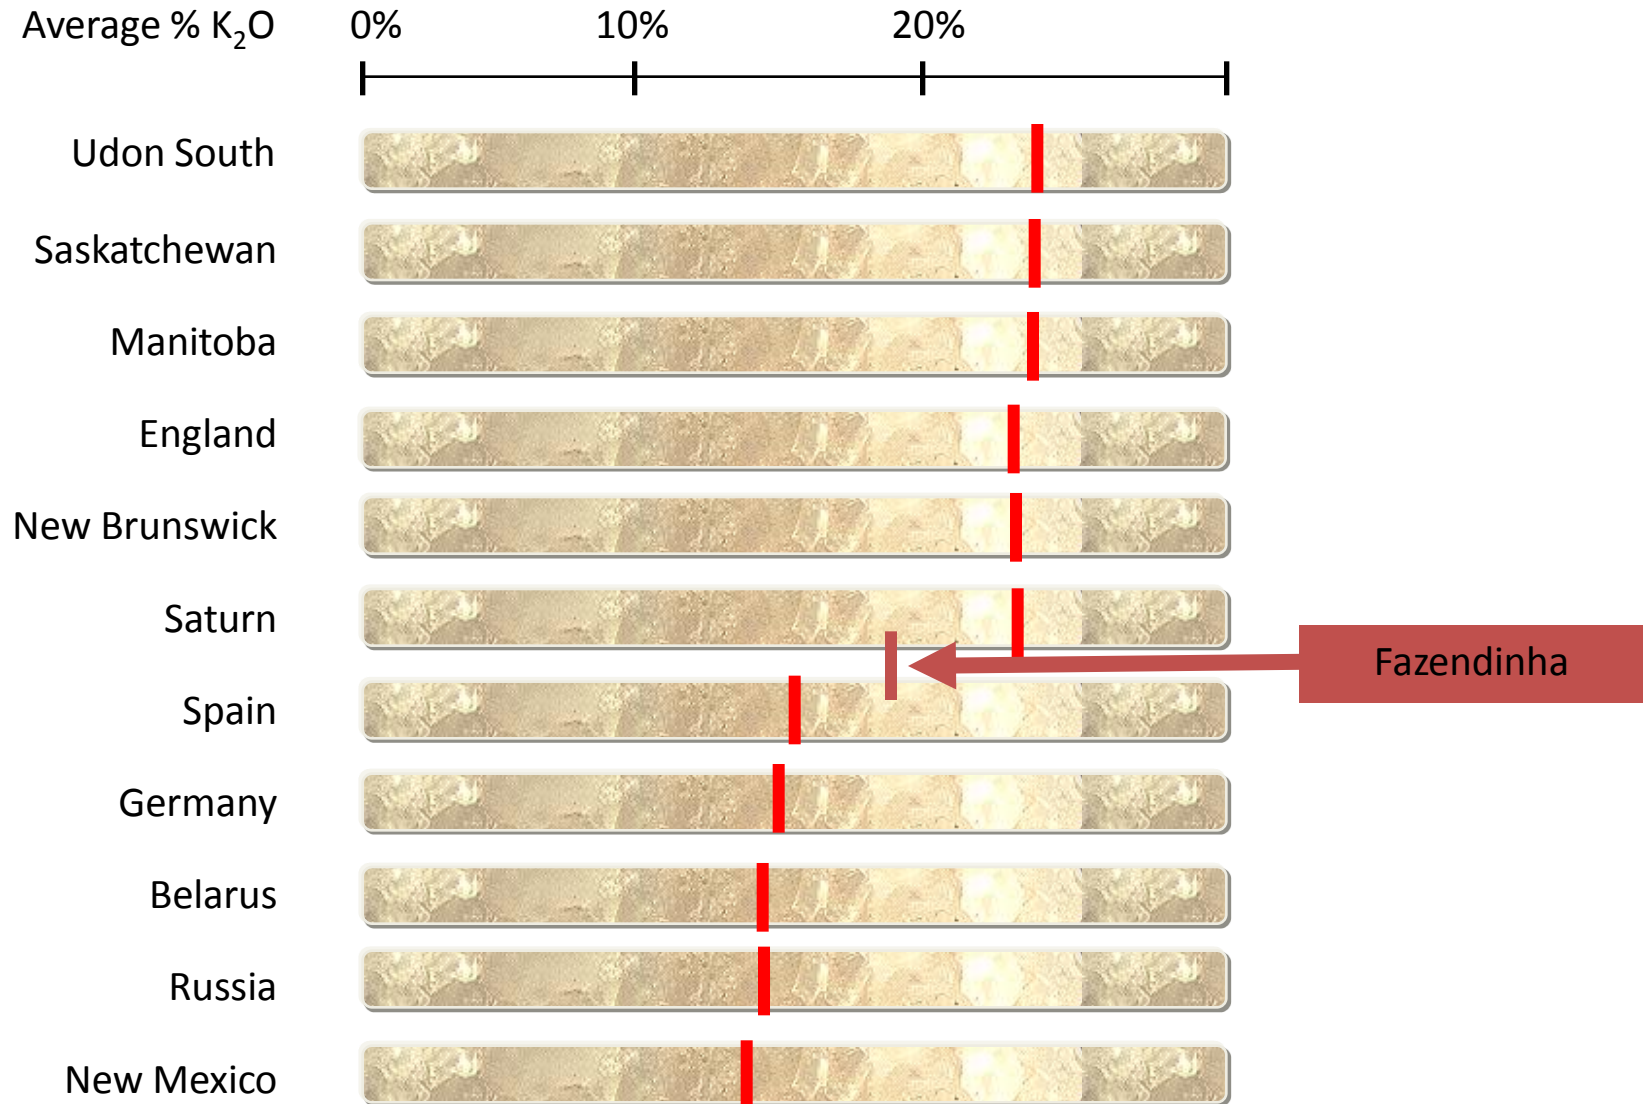 Average % K₂O 0% 10% 20%
Udon South
Saskatchewan
Manitoba
England
New Brunswick
Saturn
Fazendinha
Spain
Germany
Belarus
Russia
New Mexico